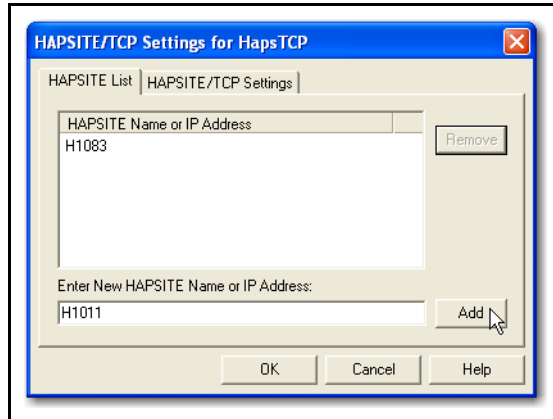 HAPSITE/TCP Settings for HapsTCP
HAPSITE List
HAPSITE/TCP Settings
HAPSITE Name or IP Address
H1083
Remove
Enter New HAPSITE Name or IP Address:
H1011
Add
OK
Cancel
Help